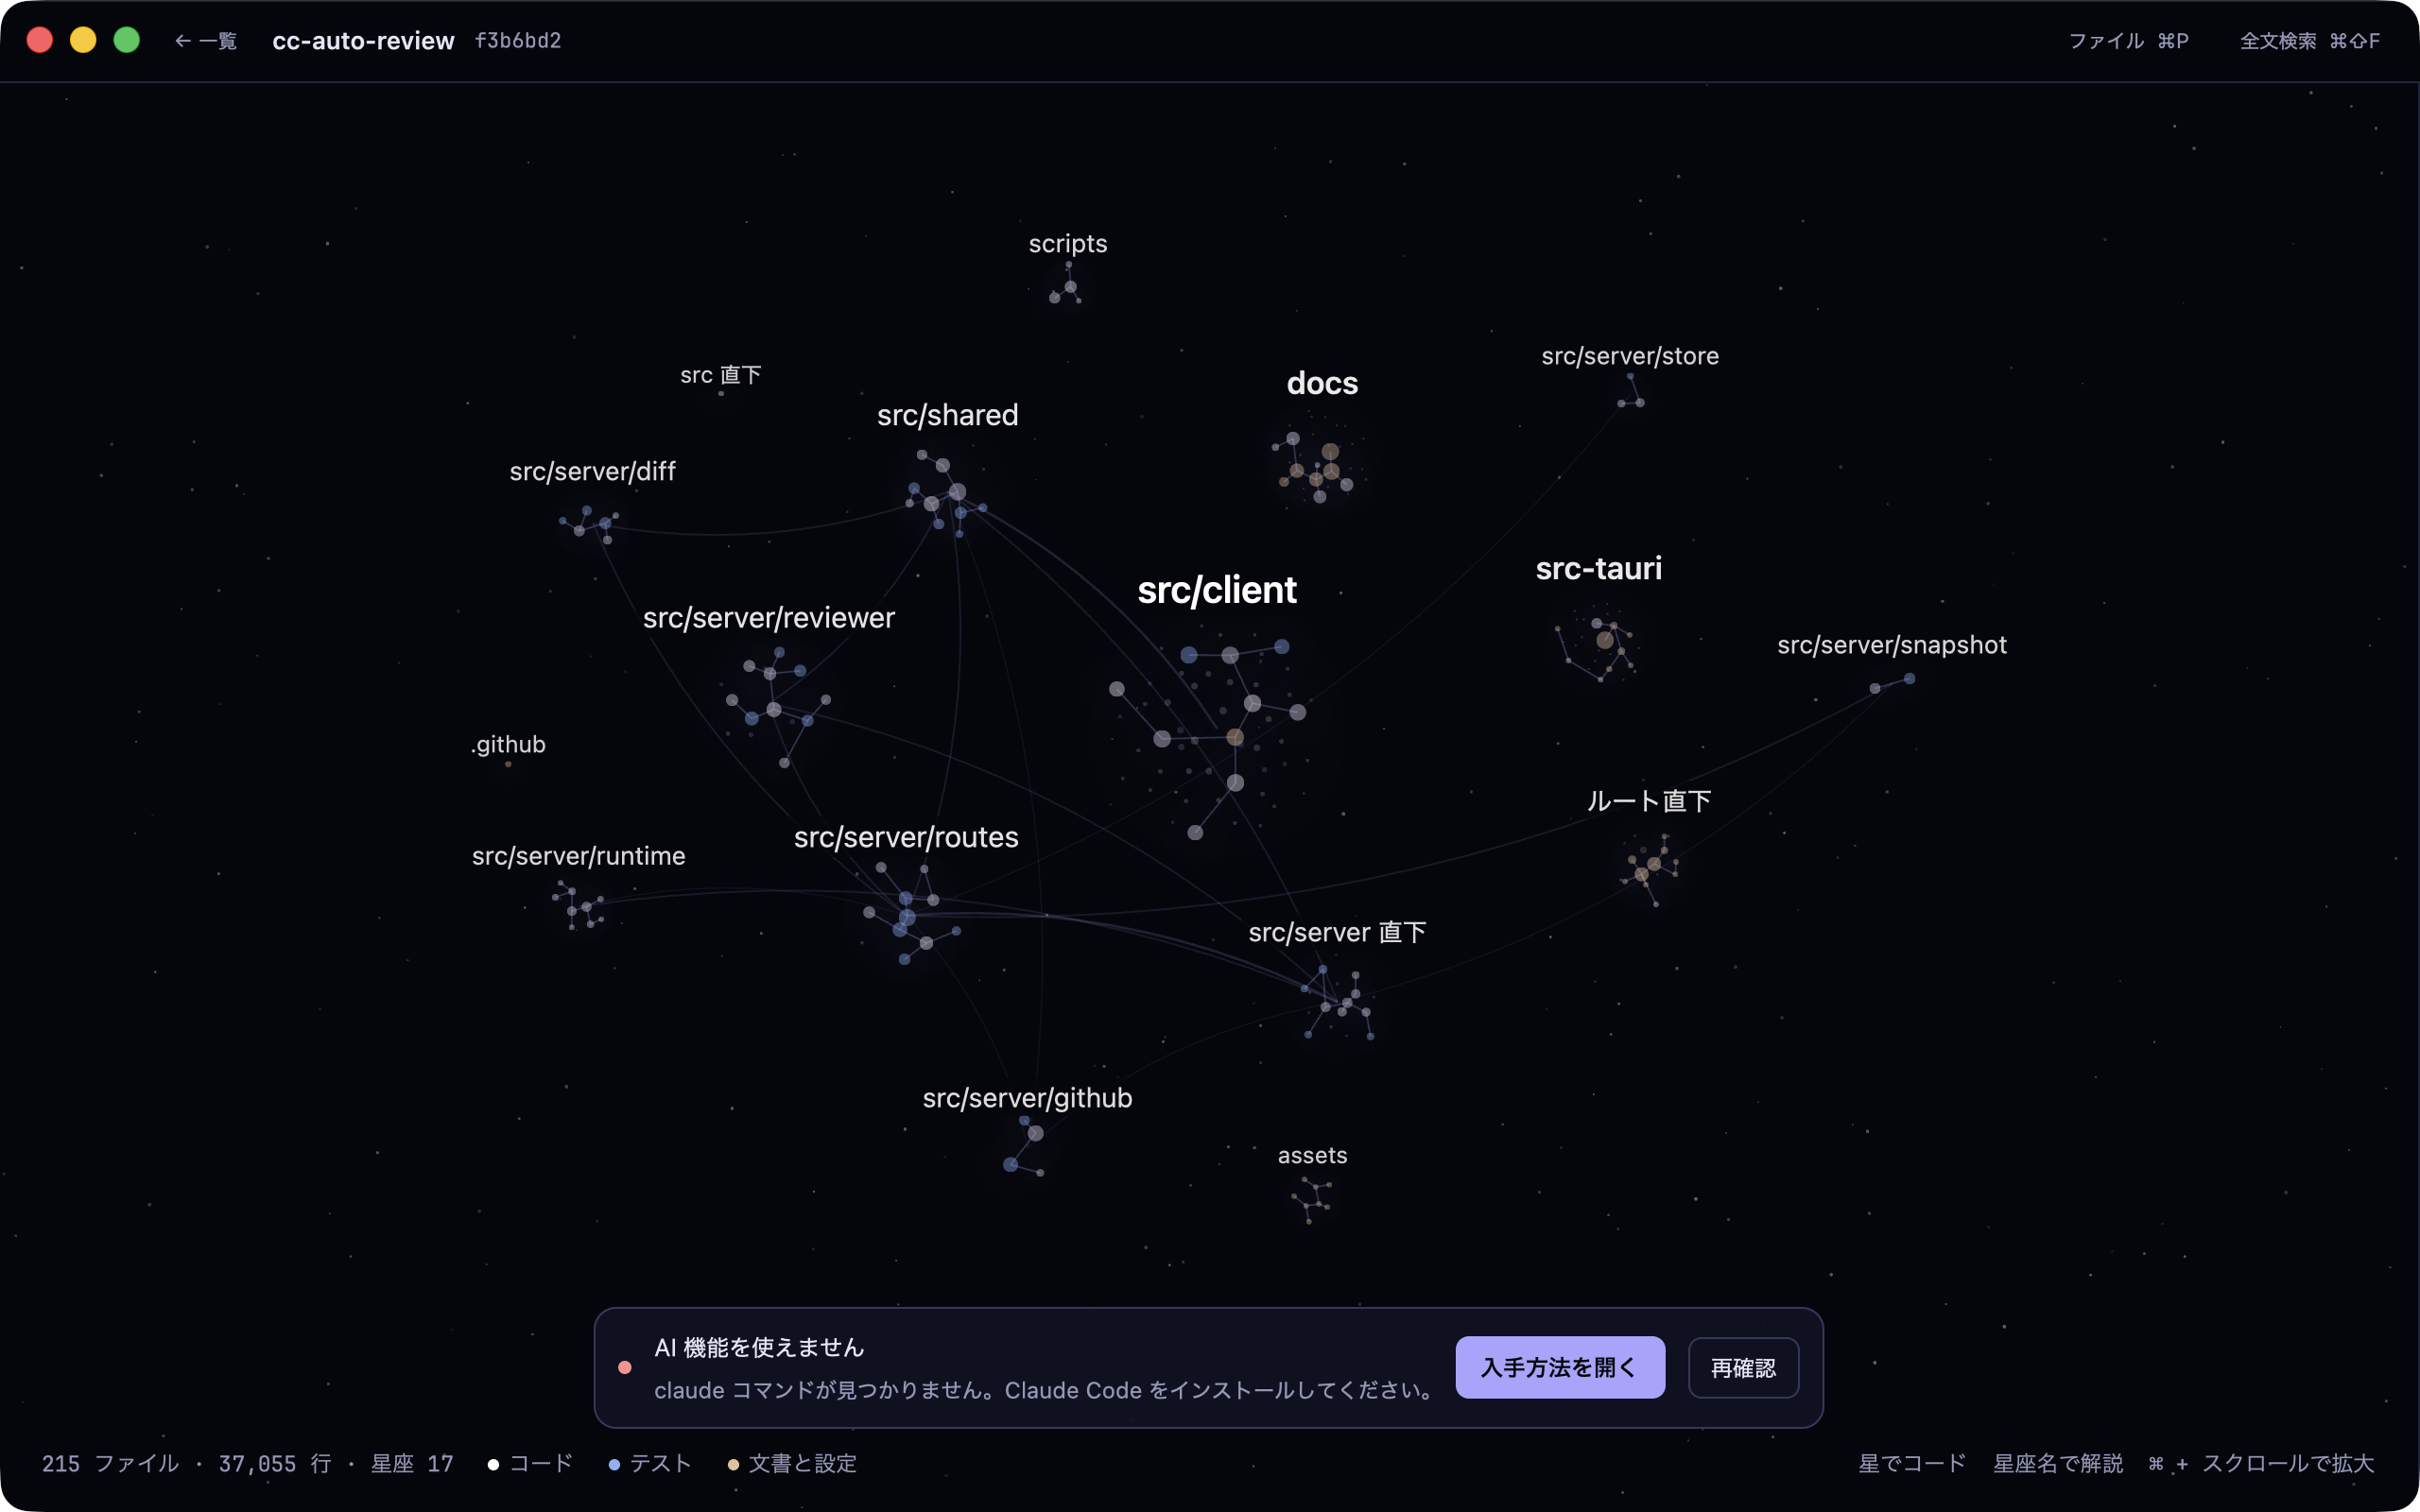 ← 一覧 cc-auto-review f3b6bd2 ファイル ⌘P 全文検索 ⌘⇧F
scripts
src/server/store
src 直下
docs
src/shared
src/server/diff
src-tauri
src/client
src/server/reviewer
src/server/snapshot
.github
ルート直下
src/server/routes
src/server/runtime
src/server 直下
src/server/github
assets
AI 機能を使えません
claude コマンドが見つかりません。Claude Code をインストールしてください。
入手方法を開く 再確認
215 ファイル · 37,055 行 · 星座 17 コード テスト 文書と設定 星でコード 星座名で解説 ⌘ + スクロールで拡大